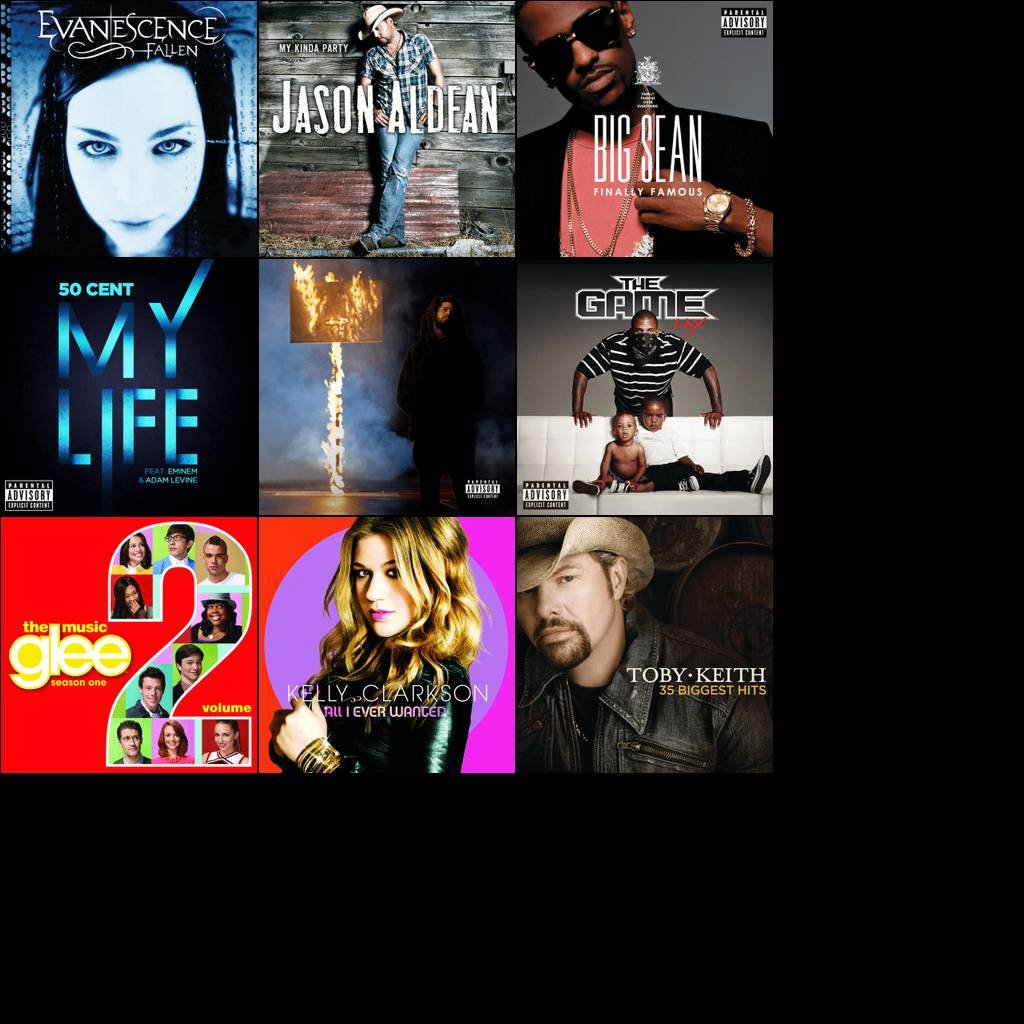 EVANESCENCE
FALLEN
MY KINDA PARTY
JASON ALDEAN
PARENTAL
ADVISORY
EXPLICIT CONTENT
BIG SEAN
FINALLY FAMOUS
50 CENT
MY
LIFE
FEAT. EMINEM
& ADAM LEVINE
PARENTAL
ADVISORY
EXPLICIT CONTENT
PARENTAL
ADVISORY
EXPLICIT CONTENT
THE
GAME
LAX
PARENTAL
ADVISORY
EXPLICIT CONTENT
the music
glee
season one
2
volume
KELLY CLARKSON
ALL I EVER WANTED
TOBY·KEITH
35 BIGGEST HITS